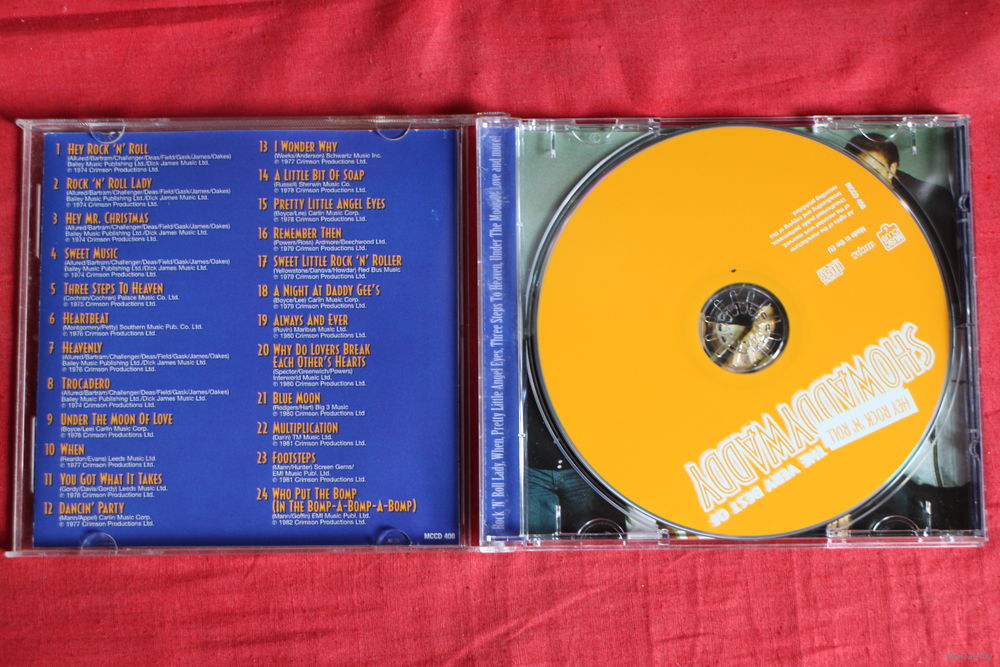 1 HEY ROCK 'N' ROLL
(Allured/Bartram/Challenger/Deas/Field/Gask/James/Oakes)
Bailey Music Publishing Ltd./Dick James Music Ltd.
℗ 1974 Crimson Productions Ltd.
2 ROCK 'N' ROLL LADY
(Allured/Bartram/Challenger/Deas/Field/Gask/James/Oakes)
Bailey Music Publishing Ltd./Dick James Music Ltd.
℗ 1974 Crimson Productions Ltd.
3 HEY MR. CHRISTMAS
(Allured/Bartram/Challenger/Deas/Field/Gask/James/Oakes)
Bailey Music Publishing Ltd./Dick James Music Ltd.
℗ 1974 Crimson Productions Ltd.
4 SWEET MUSIC
(Allured/Bartram/Challenger/Deas/Field/Gask/James/Oakes)
Bailey Music Publishing Ltd./Dick James Music Ltd.
℗ 1974 Crimson Productions Ltd.
5 THREE STEPS TO HEAVEN
(Cochran/Cochran) Palace Music Co. Ltd.
℗ 1975 Crimson Productions Ltd.
6 HEARTBEAT
(Montgommery/Petty) Southern Music Pub. Co. Ltd.
℗ 1975 Crimson Productions Ltd.
7 HEAVENLY
(Allured/Bartram/Challenger/Deas/Field/Gask/James/Oakes)
Bailey Music Publishing Ltd./Dick James Music Ltd.
℗ 1975 Crimson Productions Ltd.
8 TROCADERO
(Allured/Bartram/Challenger/Deas/Field/Gask/James/Oakes)
Bailey Music Publishing Ltd./Dick James Music Ltd.
℗ 1974 Crimson Productions Ltd.
9 UNDER THE MOON OF LOVE
(Boyce/Lee) Carlin Music Corp.
℗ 1976 Crimson Productions Ltd.
10 WHEN
(Reardon/Evans) Leeds Music Ltd.
℗ 1977 Crimson Productions Ltd.
11 YOU GOT WHAT IT TAKES
(Gordy/Davis/Gordy) Leeds Music Ltd.
℗ 1976 Crimson Productions Ltd.
12 DANCIN' PARTY
(Mann/Appel) Carlin Music Corp.
℗ 1977 Crimson Productions Ltd.
13 I WONDER WHY
(Weeks/Anderson) Schwartz Music Inc.
℗ 1977 Crimson Productions Ltd.
14 A LITTLE BIT OF SOAP
(Russell) Sherwin Music Co.
℗ 1978 Crimson Productions Ltd.
15 PRETTY LITTLE ANGEL EYES
(Boyce/Lee) Carlin Music Corp.
℗ 1978 Crimson Productions Ltd.
16 REMEMBER THEN
(Powers/Ross) Ardmore/Beechwood Ltd.
℗ 1979 Crimson Productions Ltd.
17 SWEET LITTLE ROCK 'N' ROLLER
(Yellowstone/Danova/Howdar) Red Bus Music
℗ 1979 Crimson Productions Ltd.
18 A NIGHT AT DADDY GEE'S
(Boyce/Lee) Carlin Music Corp.
℗ 1979 Crimson Productions Ltd.
19 ALWAYS AND EVER
(Ruvin) Maribus Music Ltd.
℗ 1980 Crimson Productions Ltd.
20 WHY DO LOVERS BREAK
EACH OTHER'S HEARTS
(Spector/Greenwich/Powers)
Interworld Music Ltd.
℗ 1980 Crimson Productions Ltd.
21 BLUE MOON
(Rodgers/Hart) Big 3 Music
℗ 1980 Crimson Productions Ltd.
22 MULTIPLICATION
(Darin) TM Music Ltd.
℗ 1981 Crimson Productions Ltd.
23 FOOTSTEPS
(Mann/Hunter) Screen Gems/
EMI Music Publ. Ltd.
℗ 1981 Crimson Productions Ltd.
24 WHO PUT THE BOMP
(IN THE BOMP-A-BOMP-A-BOMP)
(Mann/Goffin) EMI Music Publ. Ltd.
℗ 1982 Crimson Productions Ltd.
MCCD 400
Rock 'N' Roll Lady, When, Pretty Little Angel Eyes, Three Steps To Heaven, Under The Moon Of Love and more!
HEY ROCK 'N' ROLL
THE VERY BEST OF
SHOWADDYWADDY
Made in the EU